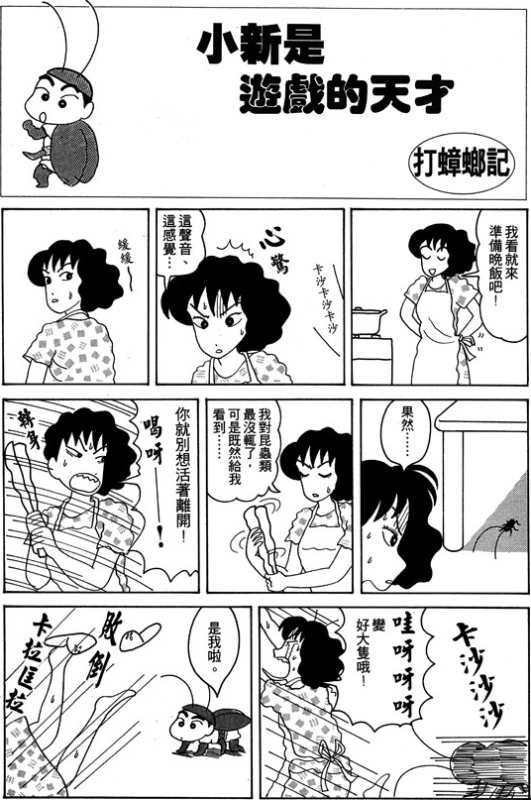 小新是
遊戲的天才
打蟑螂記
我看就來
準備晚飯吧!
卡沙卡沙卡沙
心驚
這聲音、
這感覺…
緩緩…
果然……
我對昆蟲類
最沒輒了,
可是既然給我
看到……
你就別想活著離開!
喝呀——!
轉身
卡沙沙沙
哇呀呀呀
變
好大隻哦!
是我啦。
敗倒
卡拉匡拉